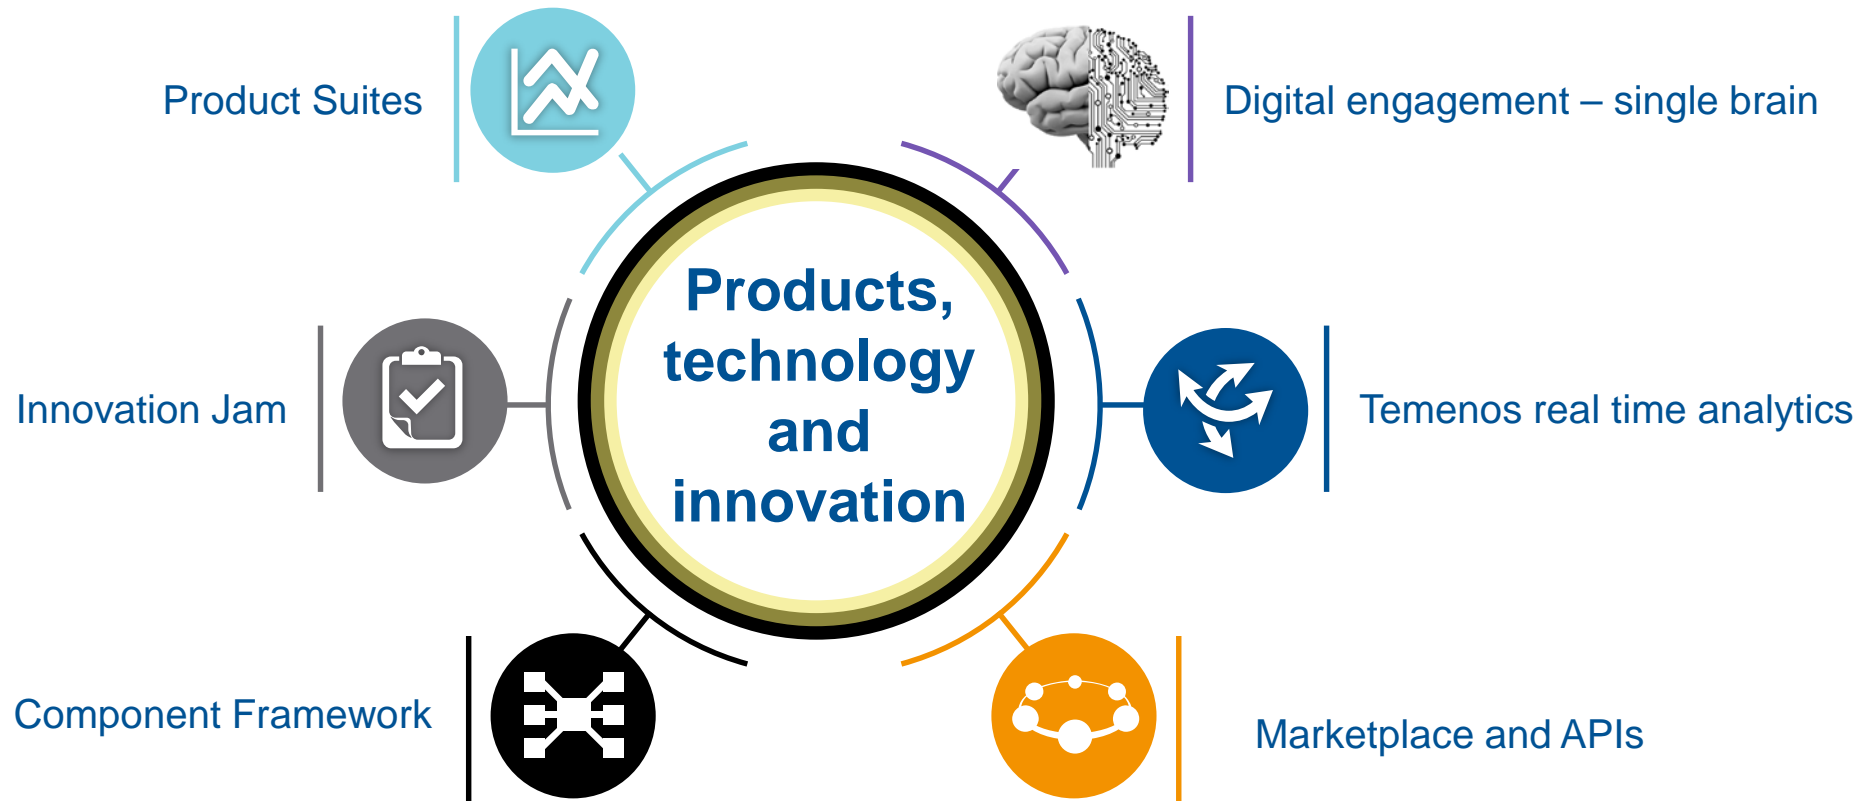 Product Suites
Digital engagement – single brain
Products,
technology
and
innovation
Innovation Jam
Temenos real time analytics
Component Framework
Marketplace and APIs